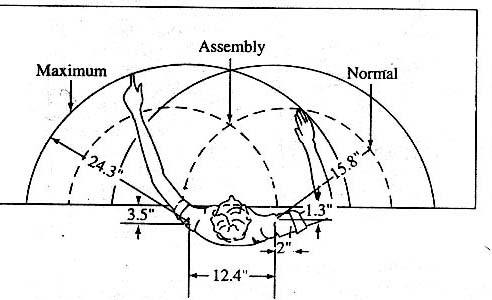 Assembly
Maximum
Normal
24.3"
15.8"
3.5"
1.3"
2"
12.4"